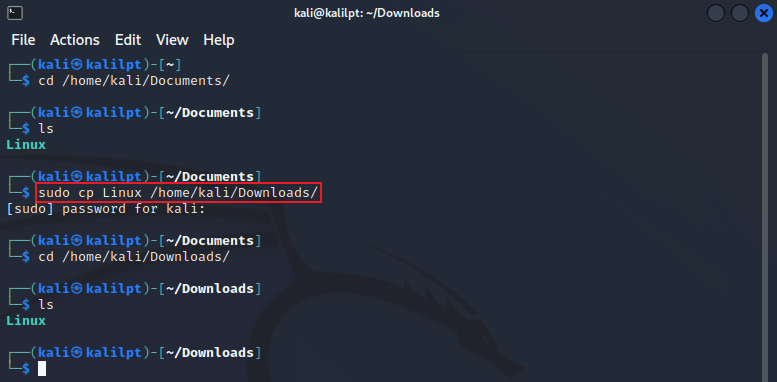 kali@kalilpt: ~/Downloads
File Actions Edit View Help
┌──(kali㉿kalilpt)-[~]
└─$ cd /home/kali/Documents/
┌──(kali㉿kalilpt)-[~/Documents]
└─$ ls
Linux
┌──(kali㉿kalilpt)-[~/Documents]
└─$ sudo cp Linux /home/kali/Downloads/
[sudo] password for kali:
┌──(kali㉿kalilpt)-[~/Documents]
└─$ cd /home/kali/Downloads/
┌──(kali㉿kalilpt)-[~/Downloads]
└─$ ls
Linux
┌──(kali㉿kalilpt)-[~/Downloads]
└─$